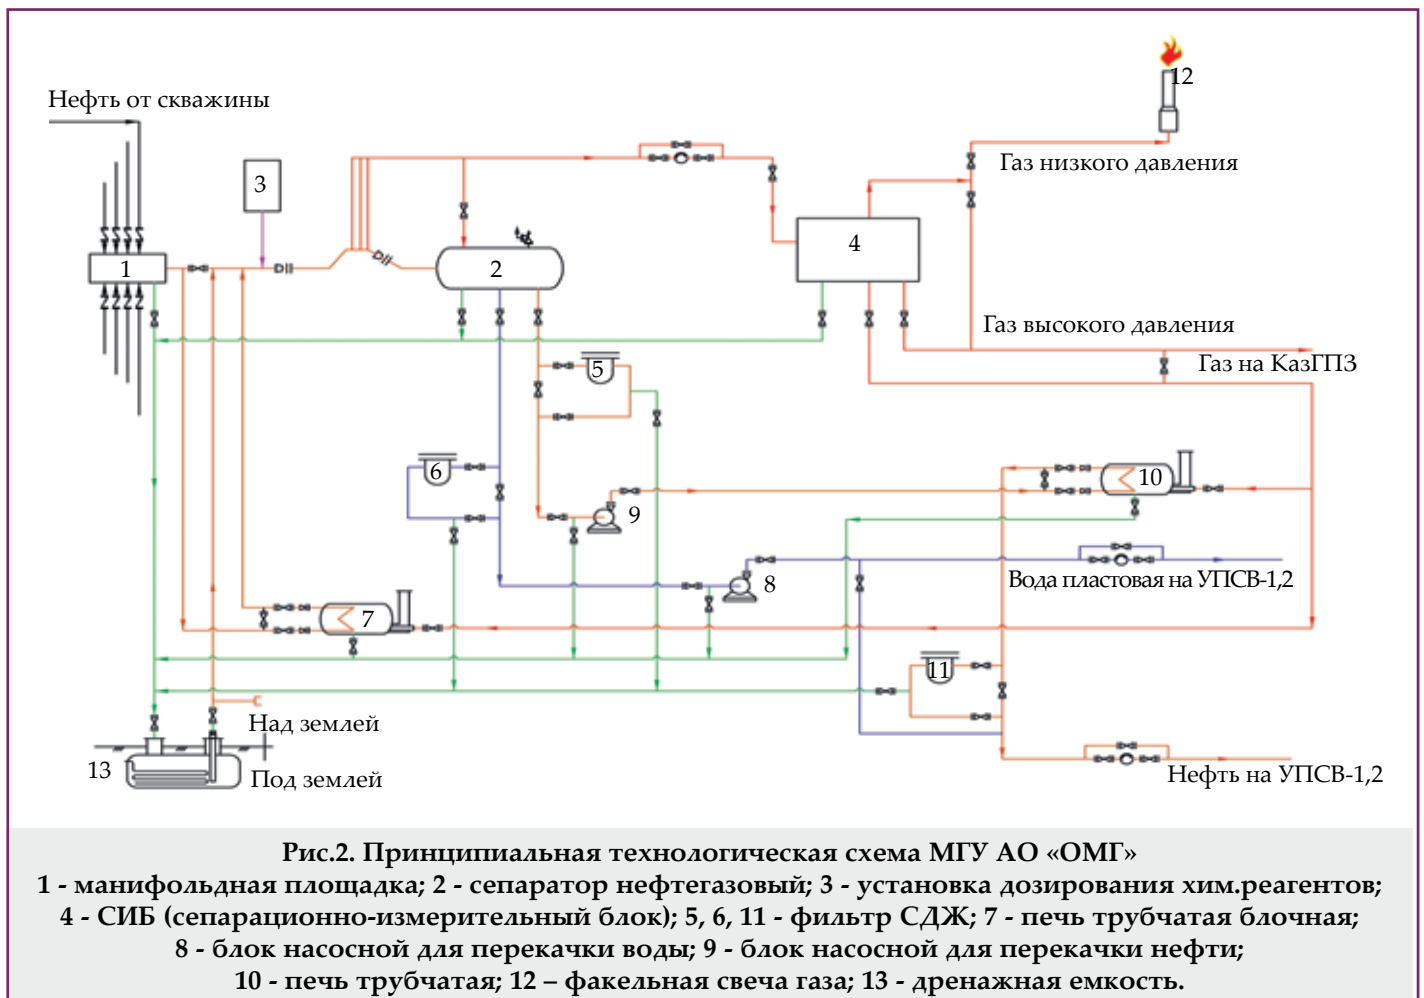 Нефть от скважины
12
3
Газ низкого давления
4
1
2
Газ высокого давления
Газ на КазГПЗ
5
6
10
9
Вода пластовая на УПСВ-1,2
8
7
11
Над землей
13
Под землей
Нефть на УПСВ-1,2
Рис.2. Принципиальная технологическая схема МГУ АО «ОМГ»
1 - манифольдная площадка; 2 - сепаратор нефтегазовый; 3 - установка дозирования хим.реагентов;
4 - СИБ (сепарационно-измерительный блок); 5, 6, 11 - фильтр СДЖ; 7 - печь трубчатая блочная;
8 - блок насосной для перекачки воды; 9 - блок насосной для перекачки нефти;
10 - печь трубчатая; 12 – факельная свеча газа; 13 - дренажная емкость.